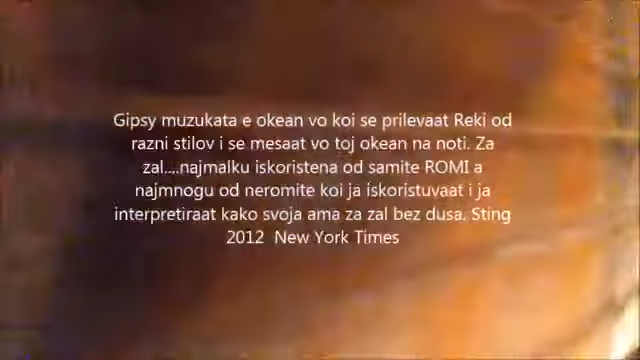 Gipsy muzukata e okean vo koi se prilevaat Reki od
razni stilov i se mesaat vo toj okean na noti. Za
zal....najmalku iskoristena od samite ROMI a
najmnogu od neromite koi ja iskoristuvaat i ja
interpretiraat kako svoja ama za zal bez dusa. Sting
2012  New York Times